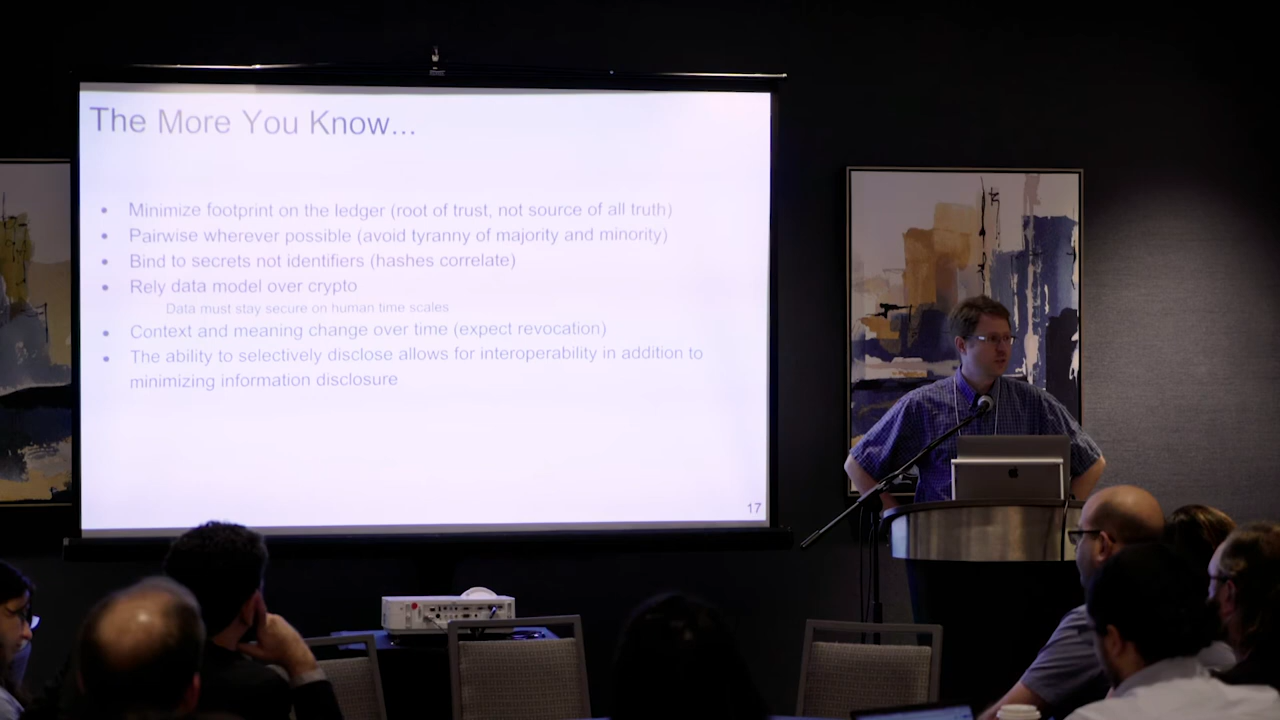 The More You Know...
• Minimize footprint on the ledger (root of trust, not source of all truth)
• Pairwise wherever possible (avoid tyranny of majority and minority)
• Bind to secrets not identifiers (hashes correlate)
• Rely data model over crypto
Data must stay secure on human time scales
• Context and meaning change over time (expect revocation)
• The ability to selectively disclose allows for interoperability in addition to
minimizing information disclosure
17